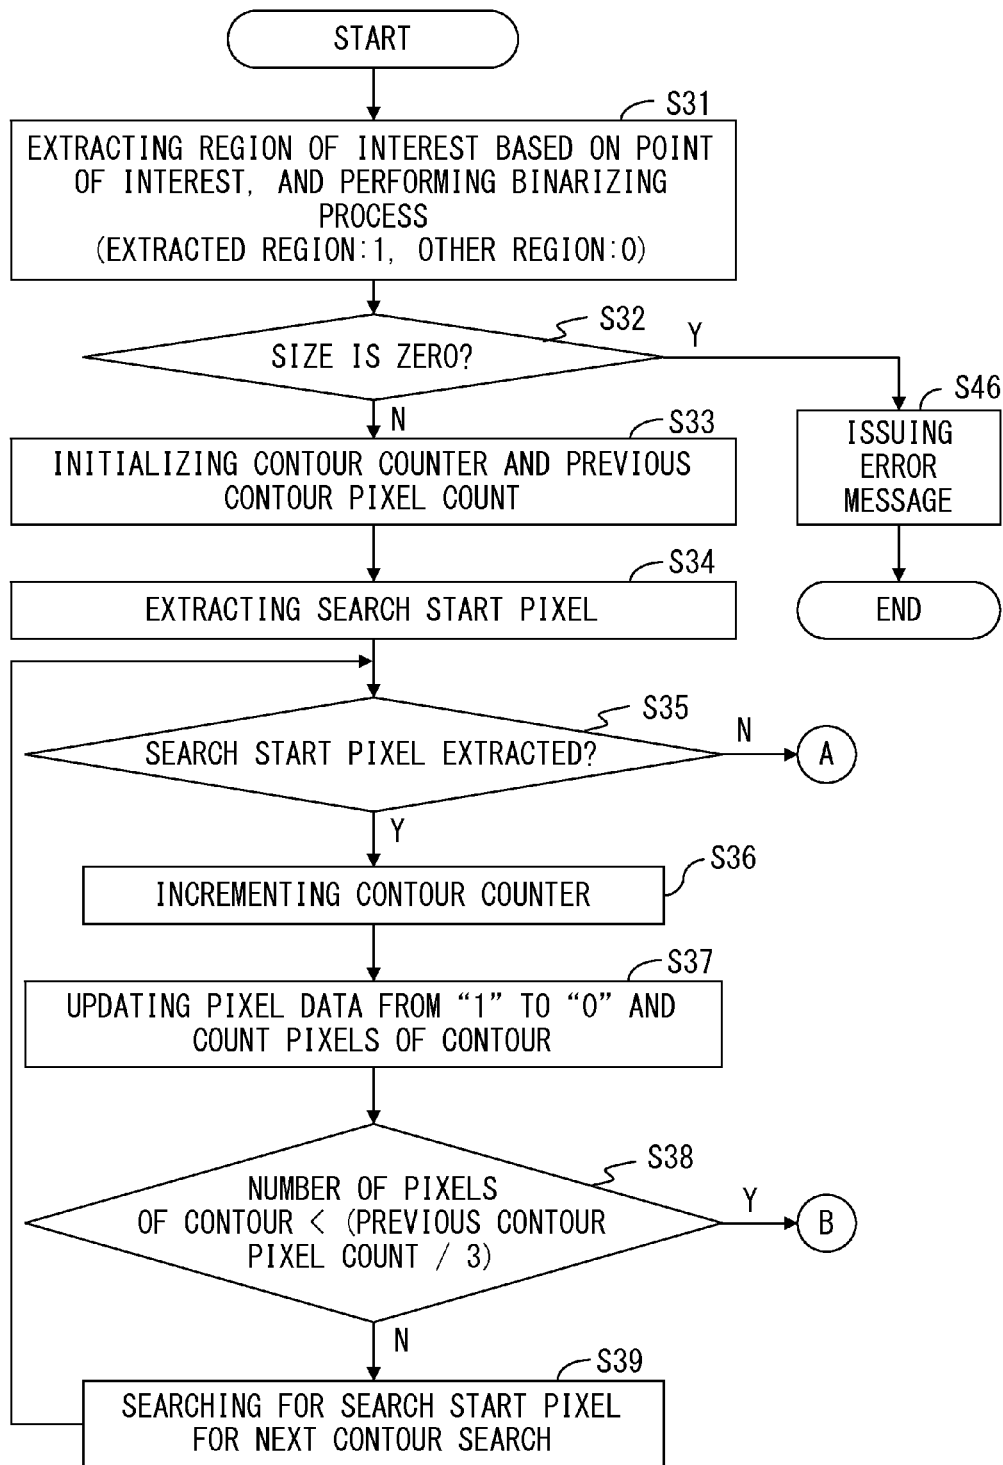 START
S31
EXTRACTING REGION OF INTEREST BASED ON POINT
OF INTEREST, AND PERFORMING BINARIZING
PROCESS
(EXTRACTED REGION:1, OTHER REGION:0)
S32
SIZE IS ZERO?
Y
N
S46
ISSUING
ERROR
MESSAGE
END
S33
INITIALIZING CONTOUR COUNTER AND PREVIOUS
CONTOUR PIXEL COUNT
S34
EXTRACTING SEARCH START PIXEL
S35
SEARCH START PIXEL EXTRACTED?
N
A
Y
S36
INCREMENTING CONTOUR COUNTER
S37
UPDATING PIXEL DATA FROM “1” TO “0” AND
COUNT PIXELS OF CONTOUR
S38
NUMBER OF PIXELS
OF CONTOUR < (PREVIOUS CONTOUR
PIXEL COUNT / 3)
Y
B
N
S39
SEARCHING FOR SEARCH START PIXEL
FOR NEXT CONTOUR SEARCH